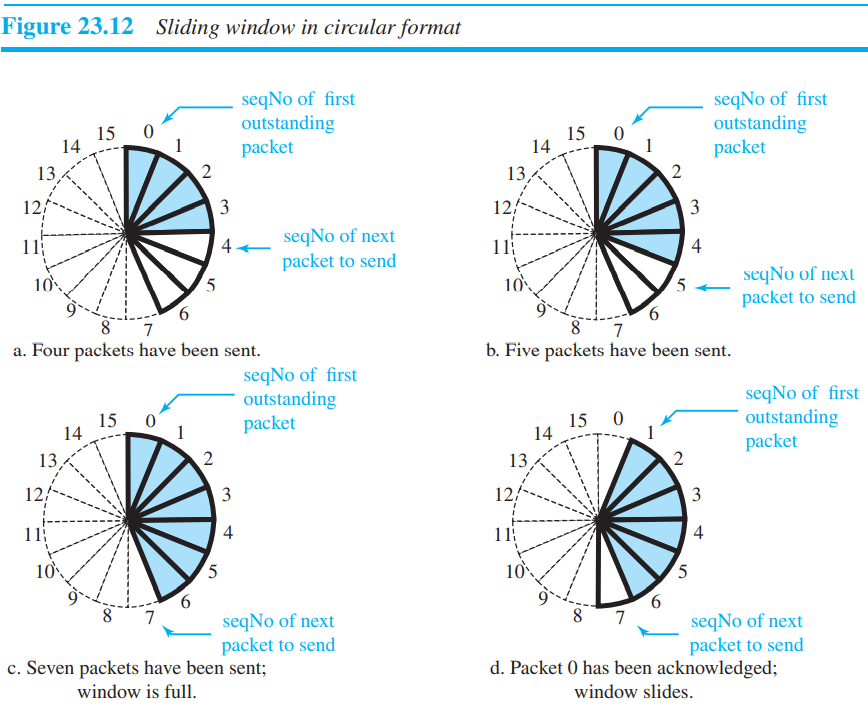 Figure 23.12 Sliding window in circular format
seqNo of first
outstanding
packet
0
1
2
3
4
5
6
7
8
9
10
11
12
13
14
15
seqNo of next
packet to send
a. Four packets have been sent.
seqNo of first
outstanding
packet
0
1
2
3
4
5
6
7
8
9
10
11
12
13
14
15
seqNo of next
packet to send
b. Five packets have been sent.
seqNo of first
outstanding
packet
0
1
2
3
4
5
6
7
8
9
10
11
12
13
14
15
seqNo of next
packet to send
c. Seven packets have been sent;
window is full.
seqNo of first
outstanding
packet
0
1
2
3
4
5
6
7
8
9
10
11
12
13
14
15
seqNo of next
packet to send
d. Packet 0 has been acknowledged;
window slides.